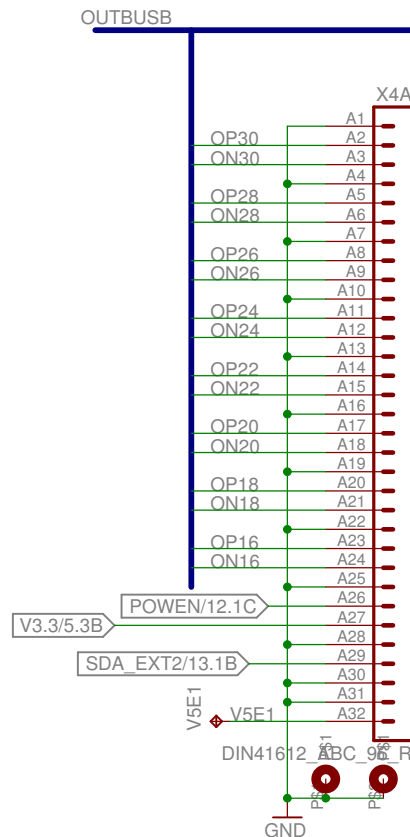 OUTBUSB
X4A
A1
OP30 A2
ON30 A3
A4
OP28 A5
ON28 A6
A7
OP26 A8
ON26 A9
A10
OP24 A11
ON24 A12
A13
OP22 A14
ON22 A15
A16
OP20 A17
ON20 A18
A19
OP18 A20
ON18 A21
A22
OP16 A23
ON16 A24
A25
POWEN/12.1C A26
V3.3/5.3B A27
A28
SDA_EXT2/13.1B A29
A30
A31
V5E1 V5E1 A32
GND